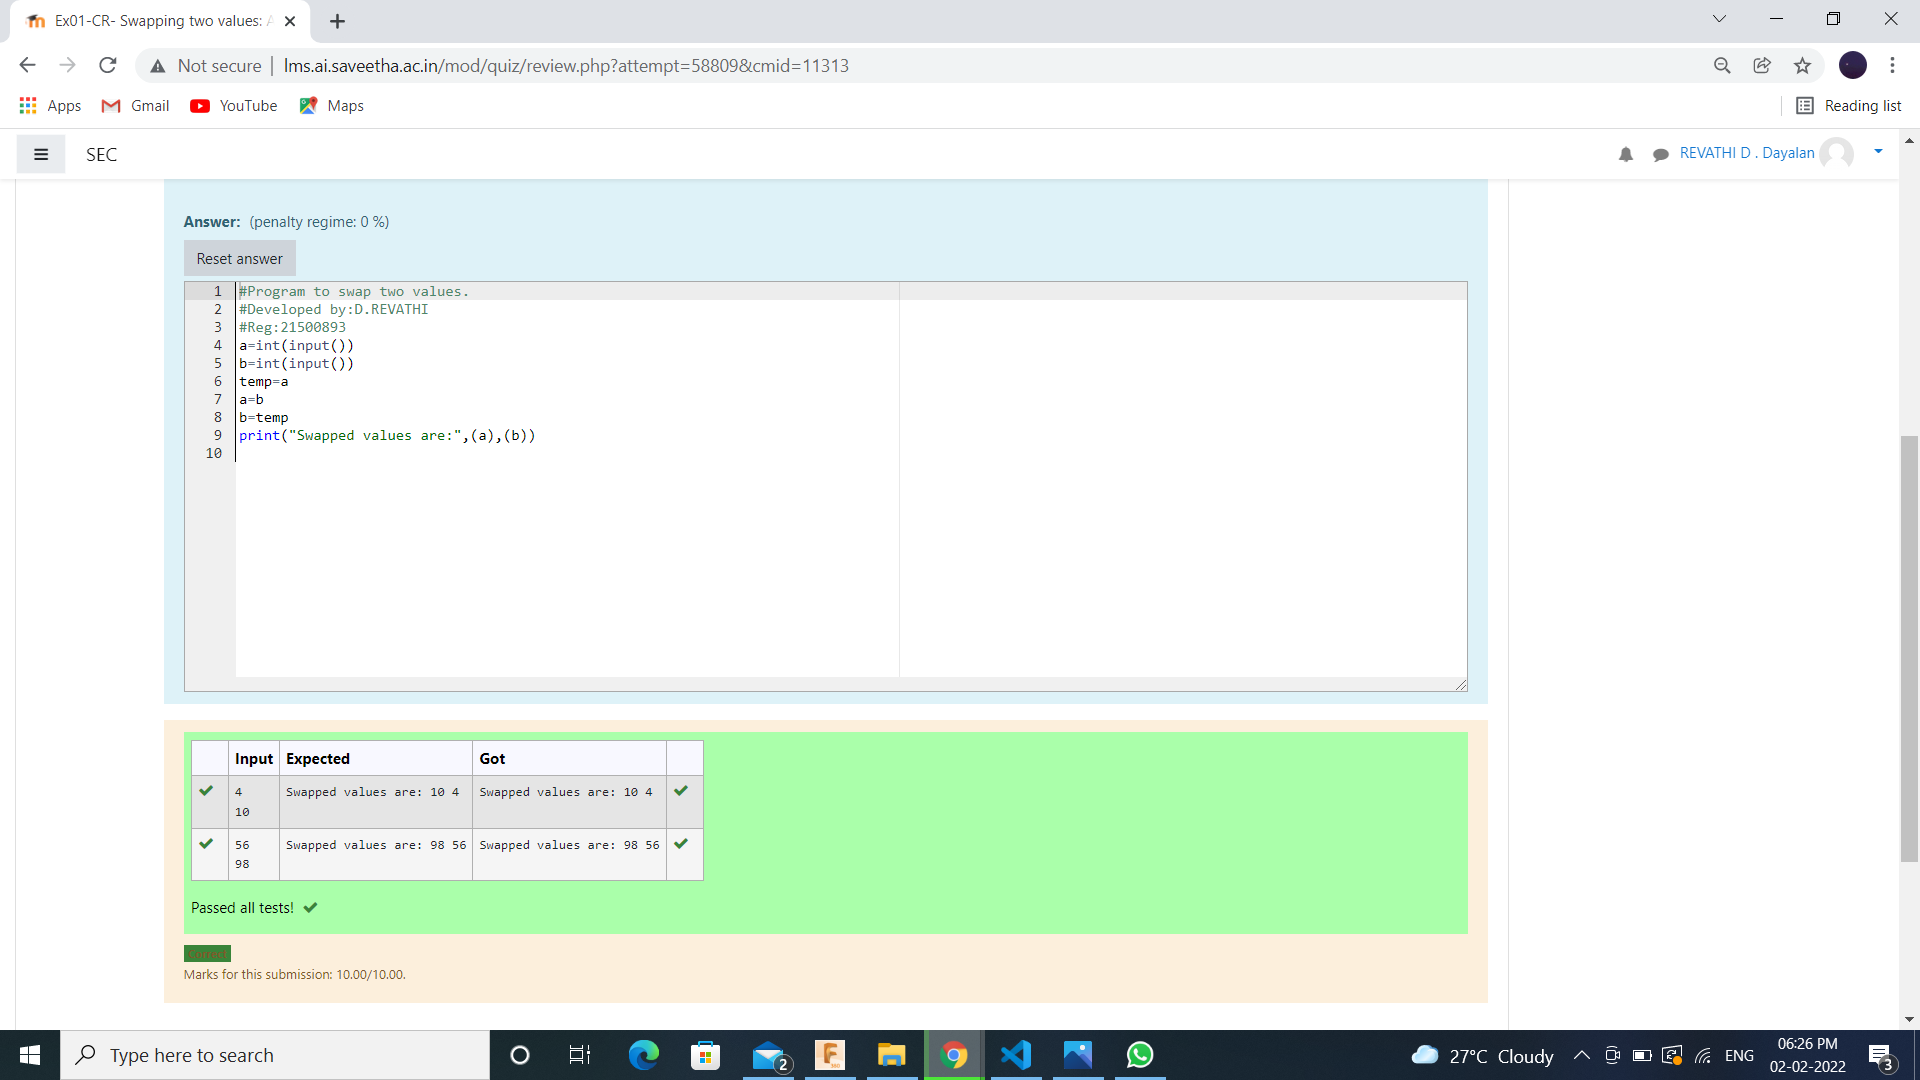 Ex01-CR- Swapping two values: A
Not secure
lms.ai.saveetha.ac.in/mod/quiz/review.php?attempt=58809&cmid=11313
Apps
Gmail
YouTube
Maps
Reading list
SEC
REVATHI D . Dayalan
Answer: (penalty regime: 0 %)
Reset answer
1 #Program to swap two values.
2 #Developed by:D.REVATHI
3 #Reg:21500893
4 a=int(input())
5 b=int(input())
6 temp=a
7 a=b
8 b=temp
9 print("Swapped values are:",(a),(b))
10
Input Expected Got
4 Swapped values are: 10 4 Swapped values are: 10 4
10
56 Swapped values are: 98 56 Swapped values are: 98 56
98
Passed all tests!
Correct
Marks for this submission: 10.00/10.00.
Type here to search
2
27°C Cloudy
ENG
06:26 PM
02-02-2022
3